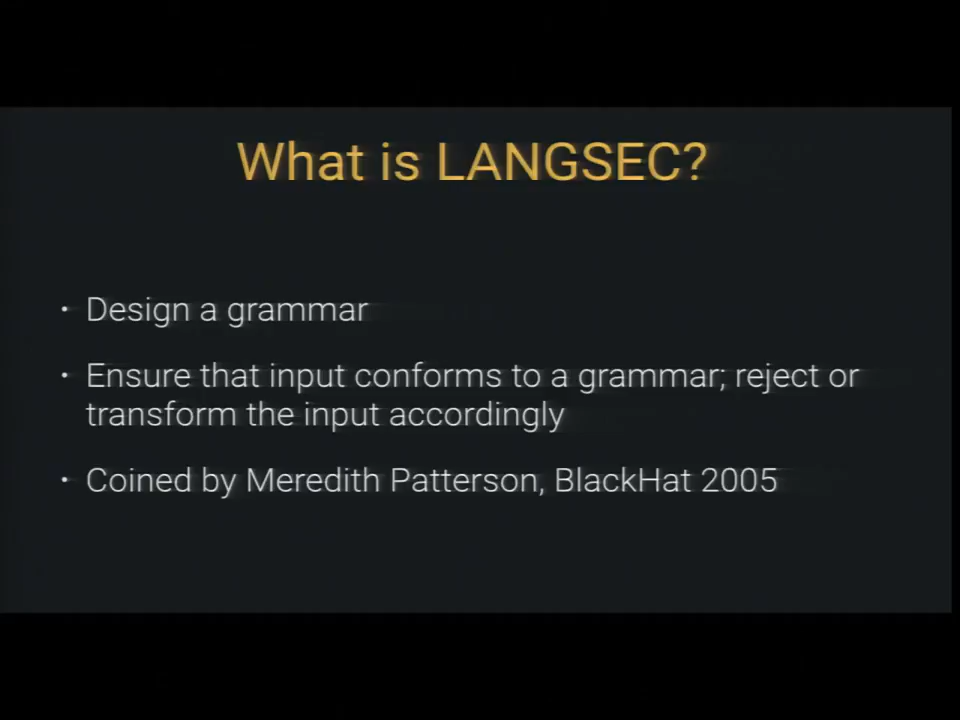 What is LANGSEC?
• Design a grammar
• Ensure that input conforms to a grammar; reject or
transform the input accordingly
• Coined by Meredith Patterson, BlackHat 2005